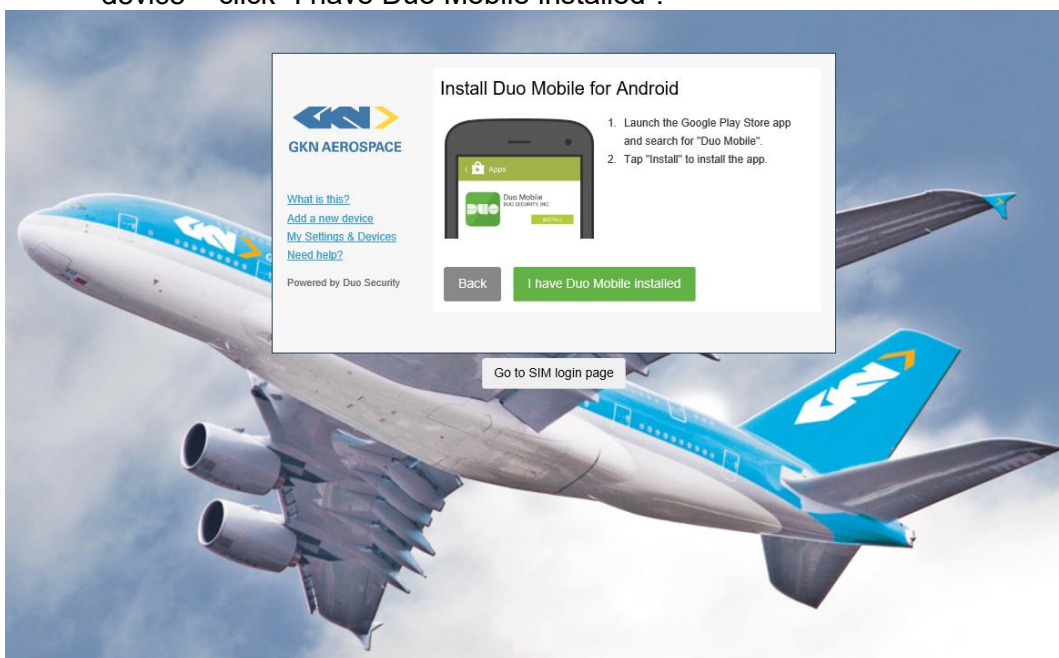 device – click "I have Duo Mobile installed".
Install Duo Mobile for Android
1. Launch the Google Play Store app
and search for "Duo Mobile".
2. Tap "Install" to install the app.
Apps
Duo Mobile
DUO SECURITY, INC.
INSTALL
DUO
GKN
GKN AEROSPACE
What is this?
Add a new device
My Settings & Devices
Need help?
Powered by Duo Security
Back
I have Duo Mobile installed
Go to SIM login page
GKN